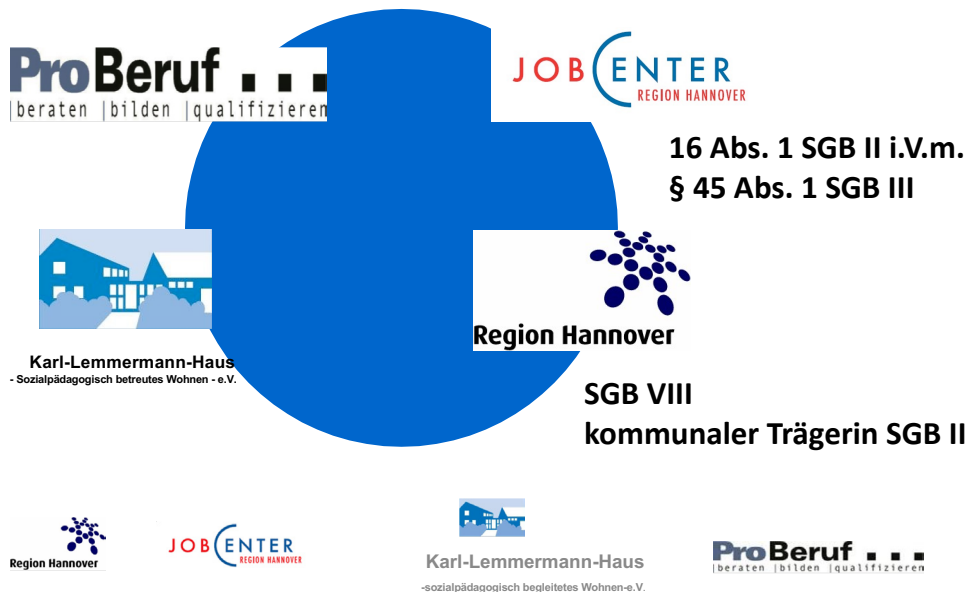 ProBeruf
|beraten |bilden |qualifizieren
JOBCENTER
REGION HANNOVER
16 Abs. 1 SGB II i.V.m.
§ 45 Abs. 1 SGB III
Karl-Lemmermann-Haus
- Sozialpädagogisch betreutes Wohnen - e.V.
Region Hannover
SGB VIII
kommunaler Trägerin SGB II
Region Hannover
JOBCENTER
REGION HANNOVER
Karl-Lemmermann-Haus
-sozialpädagogisch begleitetes Wohnen-e.V.
ProBeruf
|beraten |bilden |qualifizieren